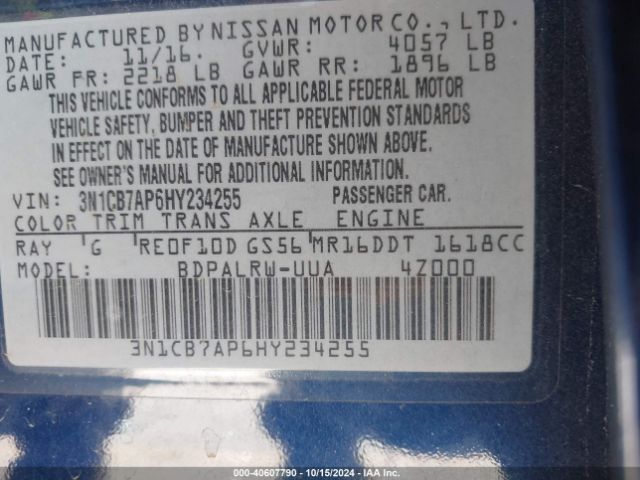 MANUFACTURED BY NISSAN MOTOR CO., LTD.
DATE: 11/16. GVWR: 4057 LB
GAWR FR: 2218 LB GAWR RR: 1896 LB
THIS VEHICLE CONFORMS TO ALL APPLICABLE FEDERAL MOTOR
VEHICLE SAFETY, BUMPER AND THEFT PREVENTION STANDARDS
IN EFFECT ON THE DATE OF MANUFACTURE SHOWN ABOVE.
SEE OWNER'S MANUAL FOR ADDITIONAL INFORMATION.
VIN: 3N1CB7AP6HY234255 PASSENGER CAR.
COLOR TRIM TRANS AXLE ENGINE
RAY G RE0F10D GS56 MR16DDT 1618CC
MODEL: BDPALRW-UUA 4Z000
3N1CB7AP6HY234255
000-40607790 | 10/15/2024 | IAA Inc.